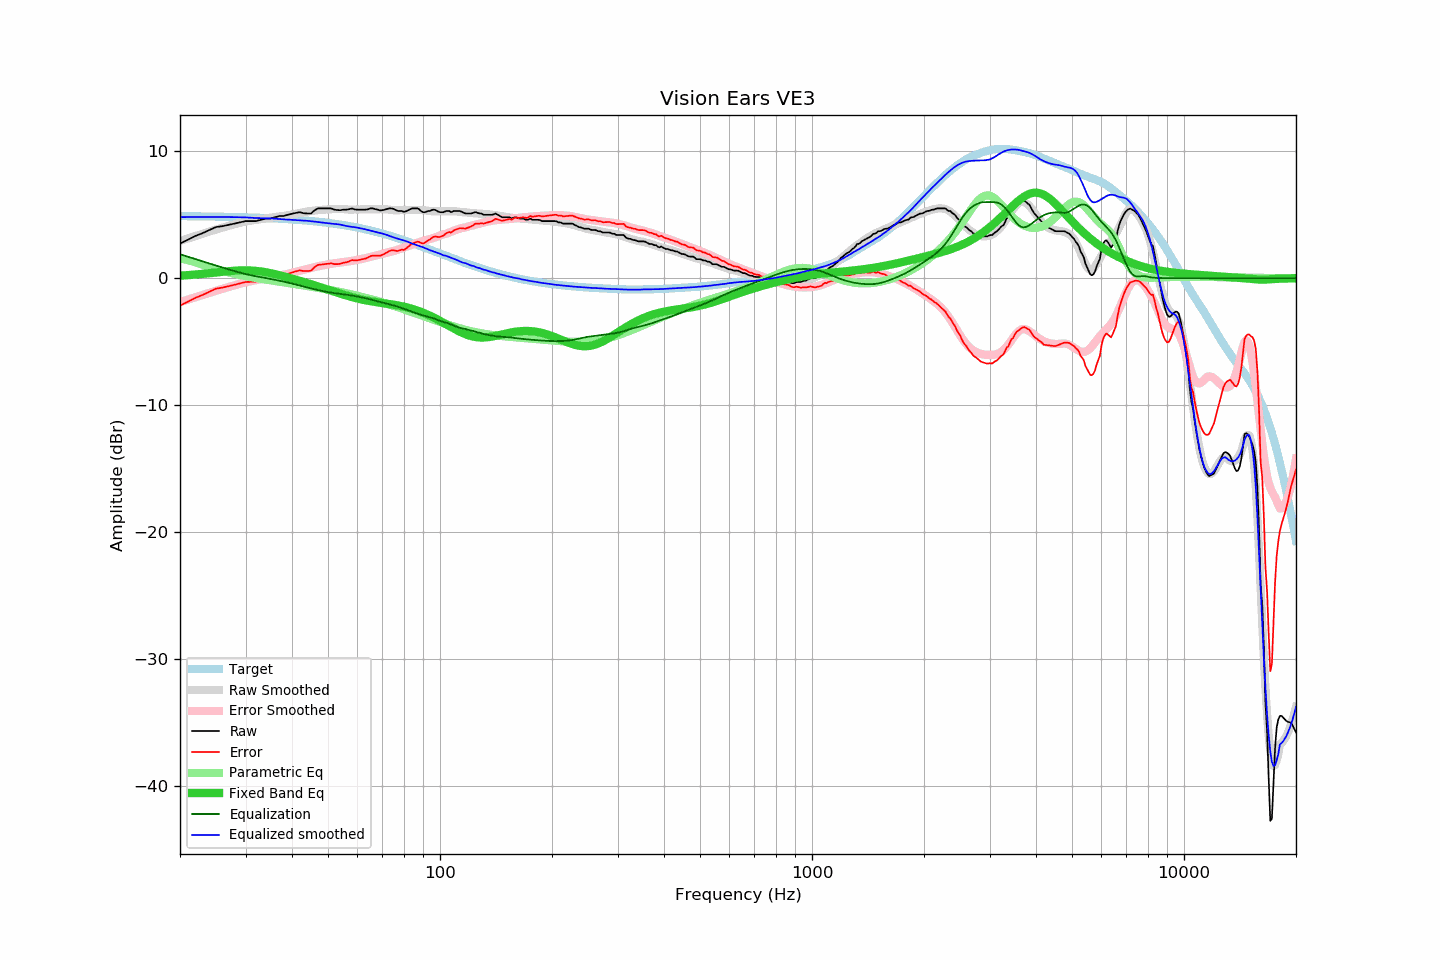 Vision Ears VE3
10
0
−10
−20
−30
−40
Amplitude (dBr)
Target
Raw Smoothed
Error Smoothed
Raw
Error
Parametric Eq
Fixed Band Eq
Equalization
Equalized smoothed
100
1000
10000
Frequency (Hz)